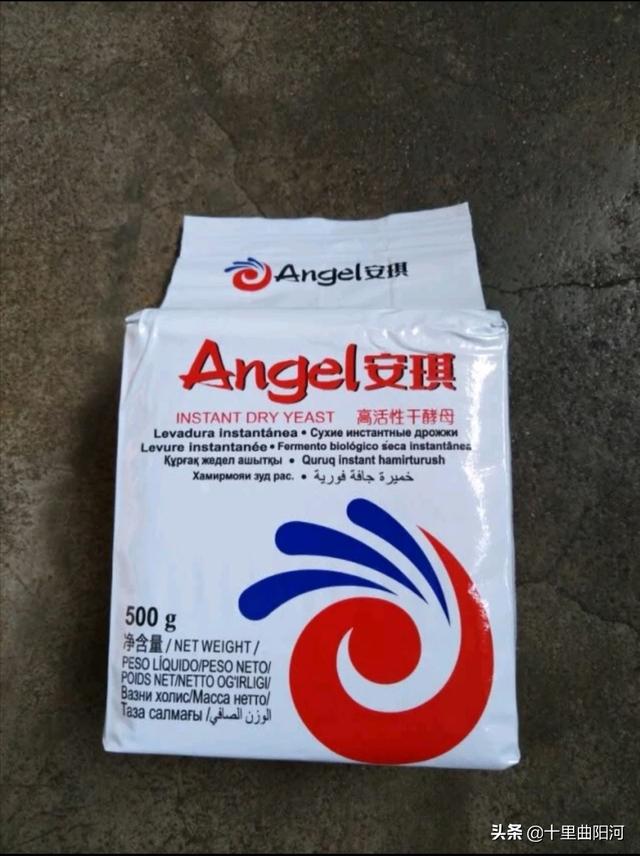 Angel安琪
Angel安琪
INSTANT DRY YEAST 高活性干酵母
Levadura instantánea • Сухие инстантные дрожжи
Levure instantanée • Fermento biológico seca instantânea
Құрғақ жедел ашытқы • Quruq instant hamirturush
Хамирмояи зуд рас. • خميرة جافة فورية
500 g
净含量 / NET WEIGHT /
PESO LÍQUIDO/PESO NETO/
POIDS NET/NETTO OG'IRLIGI/
Вазни холис/Масса нетто/
Таза салмағы /الوزن الصافي
头条 @十里曲阳河